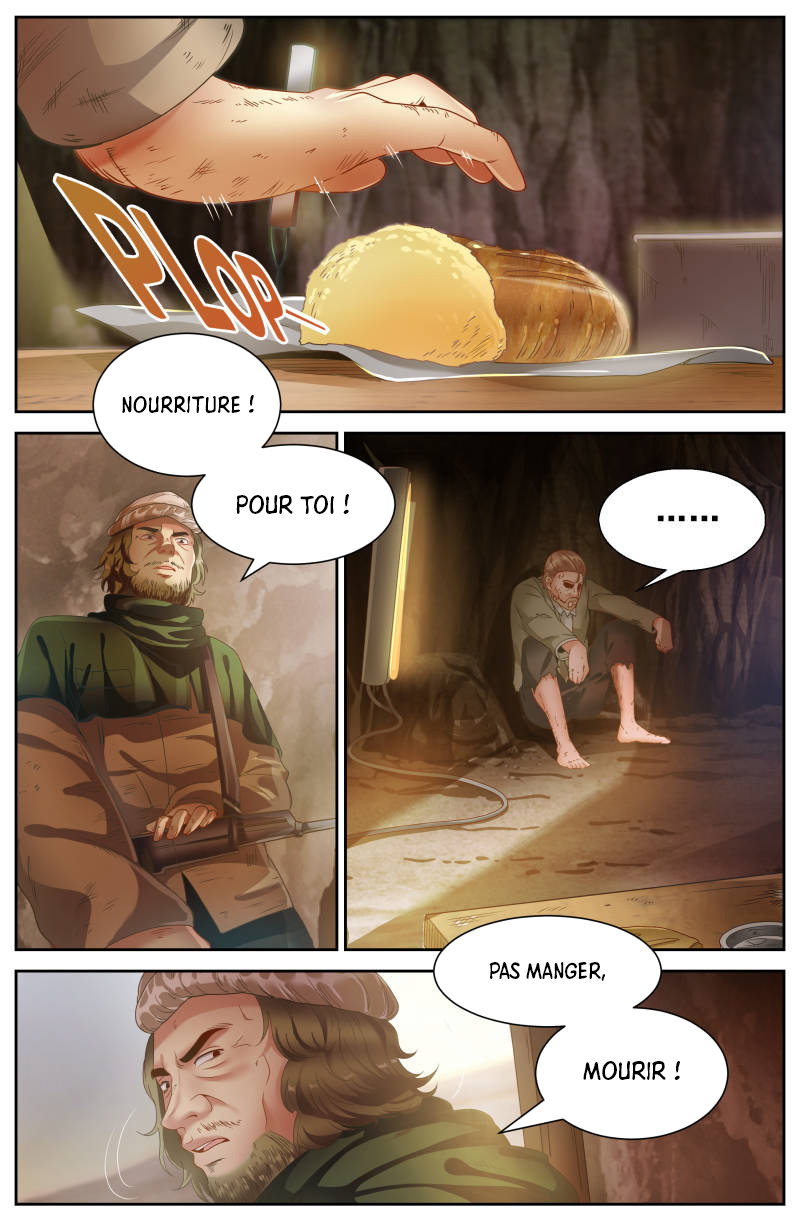 PLOP
NOURRITURE !
POUR TOI !
......
PAS MANGER,
MOURIR !